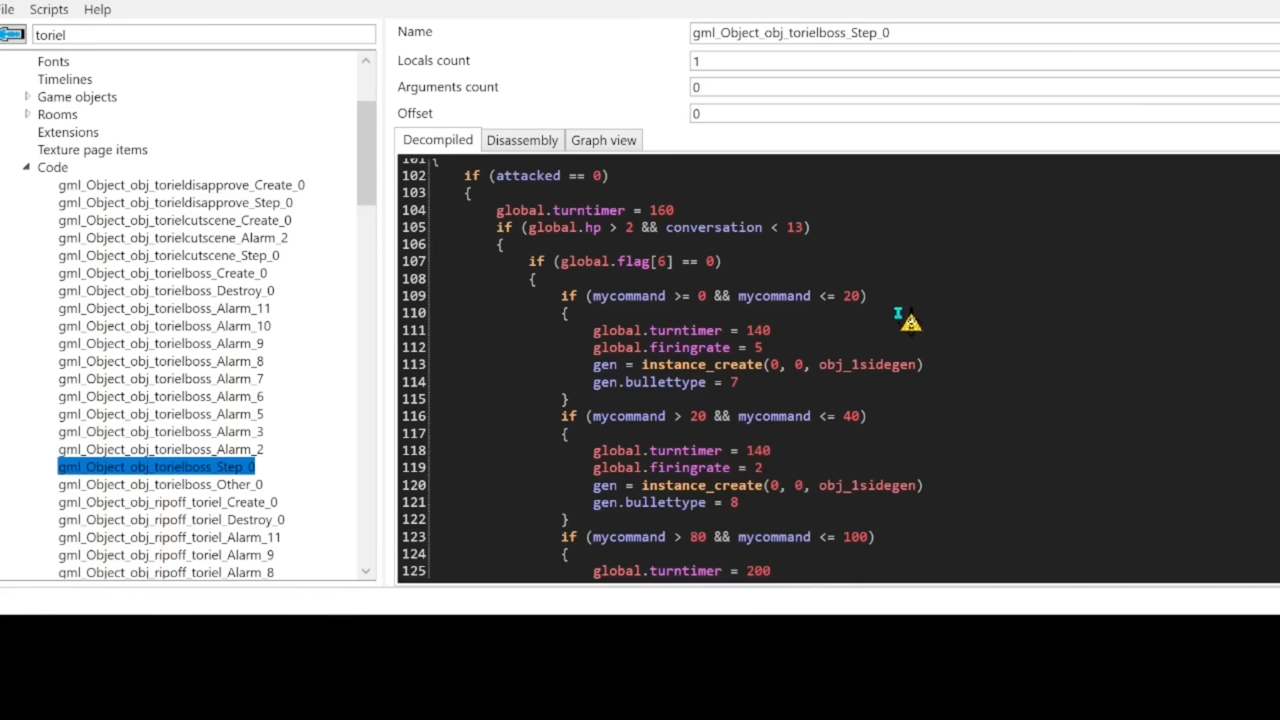 ile Scripts Help
toriel
Fonts
Timelines
Game objects
Rooms
Extensions
Texture page items
Code
gml_Object_obj_torieldisapprove_Create_0
gml_Object_obj_torieldisapprove_Step_0
gml_Object_obj_torielcutscene_Create_0
gml_Object_obj_torielcutscene_Alarm_2
gml_Object_obj_torielcutscene_Step_0
gml_Object_obj_torielboss_Create_0
gml_Object_obj_torielboss_Destroy_0
gml_Object_obj_torielboss_Alarm_11
gml_Object_obj_torielboss_Alarm_10
gml_Object_obj_torielboss_Alarm_9
gml_Object_obj_torielboss_Alarm_8
gml_Object_obj_torielboss_Alarm_7
gml_Object_obj_torielboss_Alarm_6
gml_Object_obj_torielboss_Alarm_5
gml_Object_obj_torielboss_Alarm_3
gml_Object_obj_torielboss_Alarm_2
gml_Object_obj_torielboss_Step_0
gml_Object_obj_torielboss_Other_0
gml_Object_obj_ripoff_toriel_Create_0
gml_Object_obj_ripoff_toriel_Destroy_0
gml_Object_obj_ripoff_toriel_Alarm_11
gml_Object_obj_ripoff_toriel_Alarm_9
gml_Object_obj_ripoff_toriel_Alarm_8
Name gml_Object_obj_torielboss_Step_0
Locals count 1
Arguments count 0
Offset 0
Decompiled Disassembly Graph view
101 {
102 if (attacked == 0)
103 {
104 global.turntimer = 160
105 if (global.hp > 2 && conversation < 13)
106 {
107 if (global.flag[6] == 0)
108 {
109 if (mycommand >= 0 && mycommand <= 20)
110 {
111 global.turntimer = 140
112 global.firingrate = 5
113 gen = instance_create(0, 0, obj_1sidegen)
114 gen.bullettype = 7
115 }
116 if (mycommand > 20 && mycommand <= 40)
117 {
118 global.turntimer = 140
119 global.firingrate = 2
120 gen = instance_create(0, 0, obj_1sidegen)
121 gen.bullettype = 8
122 }
123 if (mycommand > 80 && mycommand <= 100)
124 {
125 global.turntimer = 200